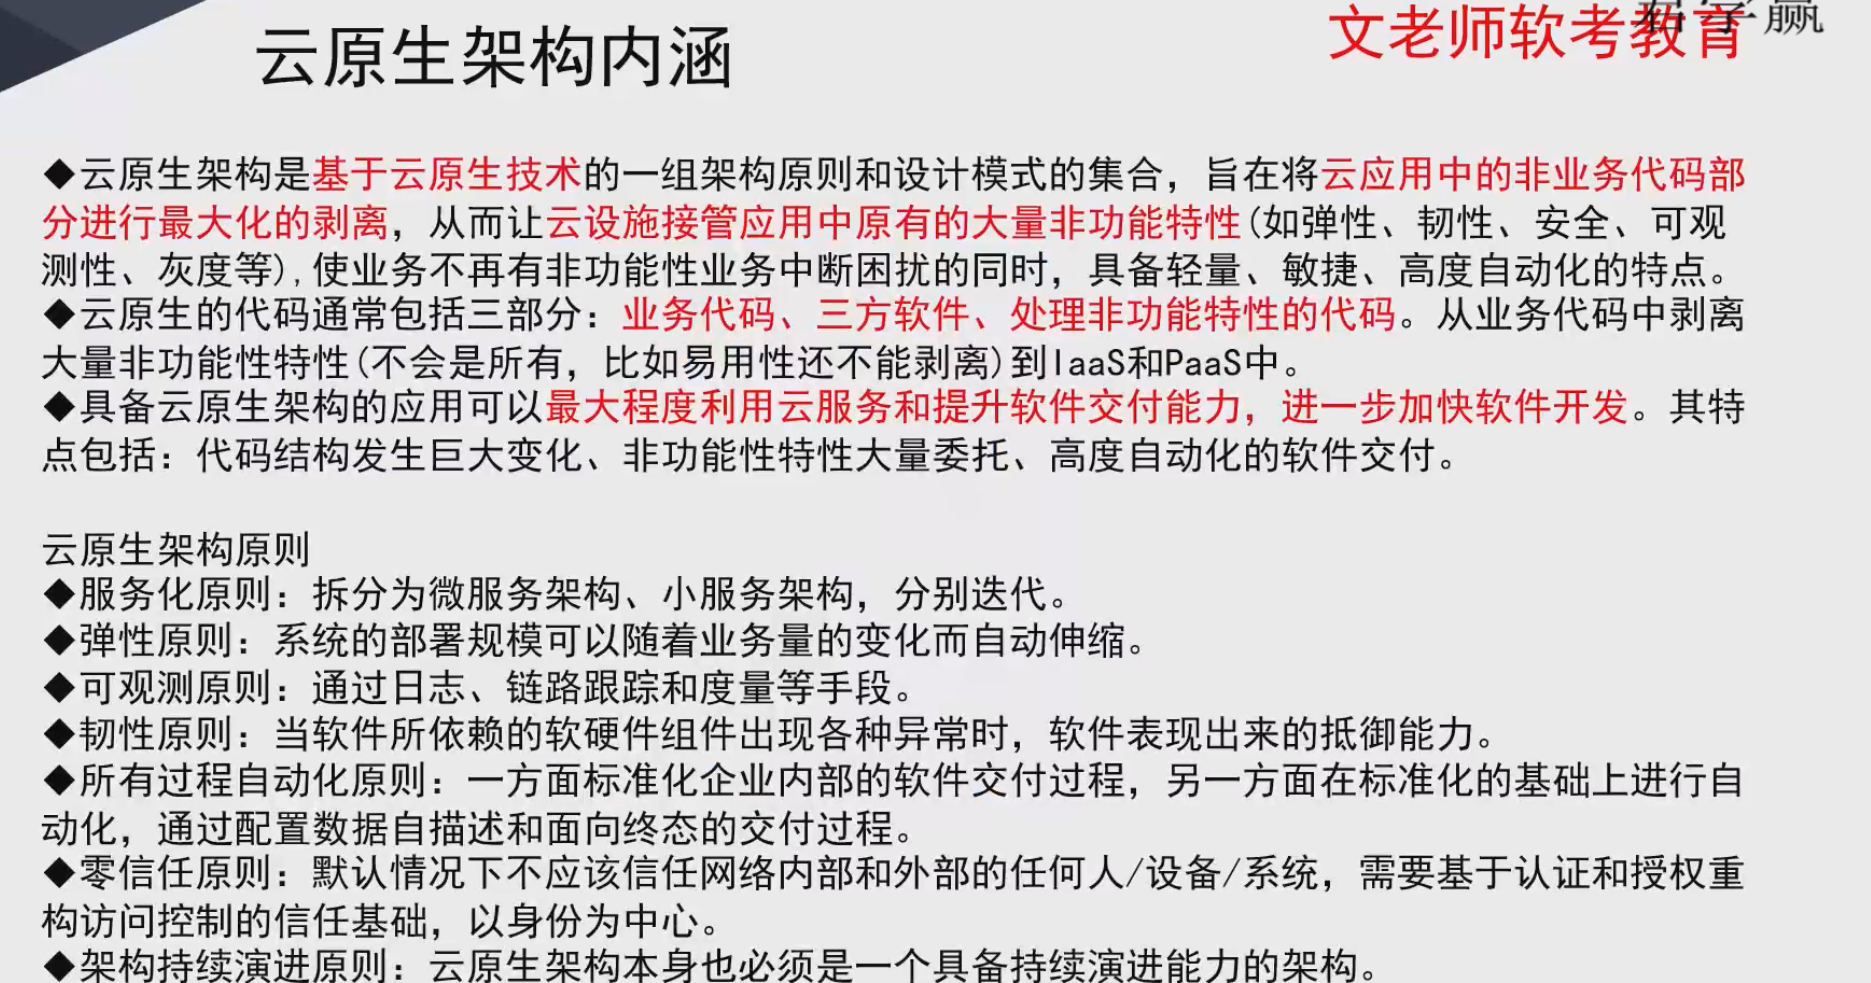 云原生架构内涵
文老师软考教育
学赢
◆云原生架构是基于云原生技术的一组架构原则和设计模式的集合，旨在将云应用中的非业务代码部
分进行最大化的剥离，从而让云设施接管应用中原有的大量非功能特性(如弹性、韧性、安全、可观
测性、灰度等),使业务不再有非功能性业务中断困扰的同时，具备轻量、敏捷、高度自动化的特点。
◆云原生的代码通常包括三部分：业务代码、三方软件、处理非功能特性的代码。从业务代码中剥离
大量非功能性特性(不会是所有，比如易用性还不能剥离)到IaaS和PaaS中。
◆具备云原生架构的应用可以最大程度利用云服务和提升软件交付能力，进一步加快软件开发。其特
点包括：代码结构发生巨大变化、非功能性特性大量委托、高度自动化的软件交付。
云原生架构原则
◆服务化原则：拆分为微服务架构、小服务架构，分别迭代。
◆弹性原则：系统的部署规模可以随着业务量的变化而自动伸缩。
◆可观测原则：通过日志、链路跟踪和度量等手段。
◆韧性原则：当软件所依赖的软硬件组件出现各种异常时，软件表现出来的抵御能力。
◆所有过程自动化原则：一方面标准化企业内部的软件交付过程，另一方面在标准化的基础上进行自
动化，通过配置数据自描述和面向终态的交付过程。
◆零信任原则：默认情况下不应该信任网络内部和外部的任何人/设备/系统，需要基于认证和授权重
构访问控制的信任基础，以身份为中心。
◆架构持续演进原则：云原生架构本身也必须是一个具备持续演进能力的架构。